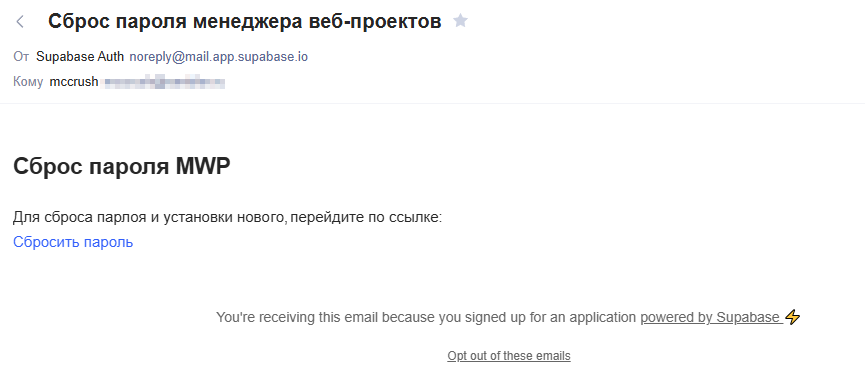 Сброс пароля менеджера веб-проектов
От Supabase Auth noreply@mail.app.supabase.io
Кому mccrush
Сброс пароля MWP
Для сброса парлоя и установки нового, перейдите по ссылке:
Сбросить пароль
You're receiving this email because you signed up for an application powered by Supabase ⚡
Opt out of these emails